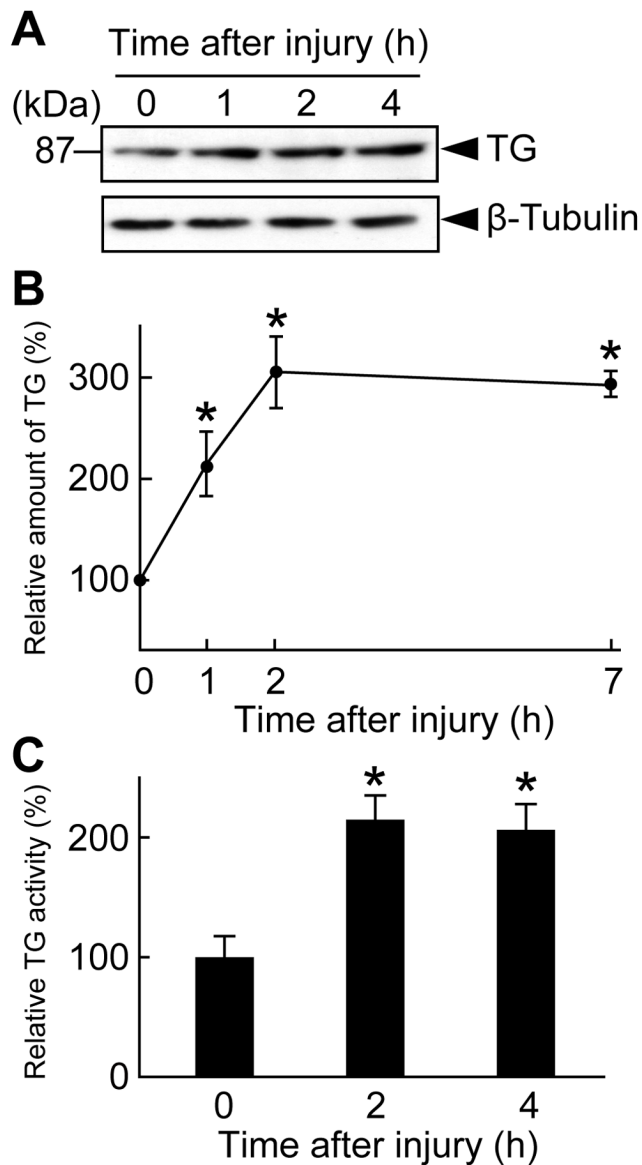 A
Time after injury (h)
(kDa) 0 1 2 4
87 TG
β-Tubulin
B
Relative amount of TG (%)
300
200
100
* * *
0 1 2 7
Time after injury (h)
C
Relative TG activity (%)
200
100
0
* *
0 2 4
Time after injury (h)